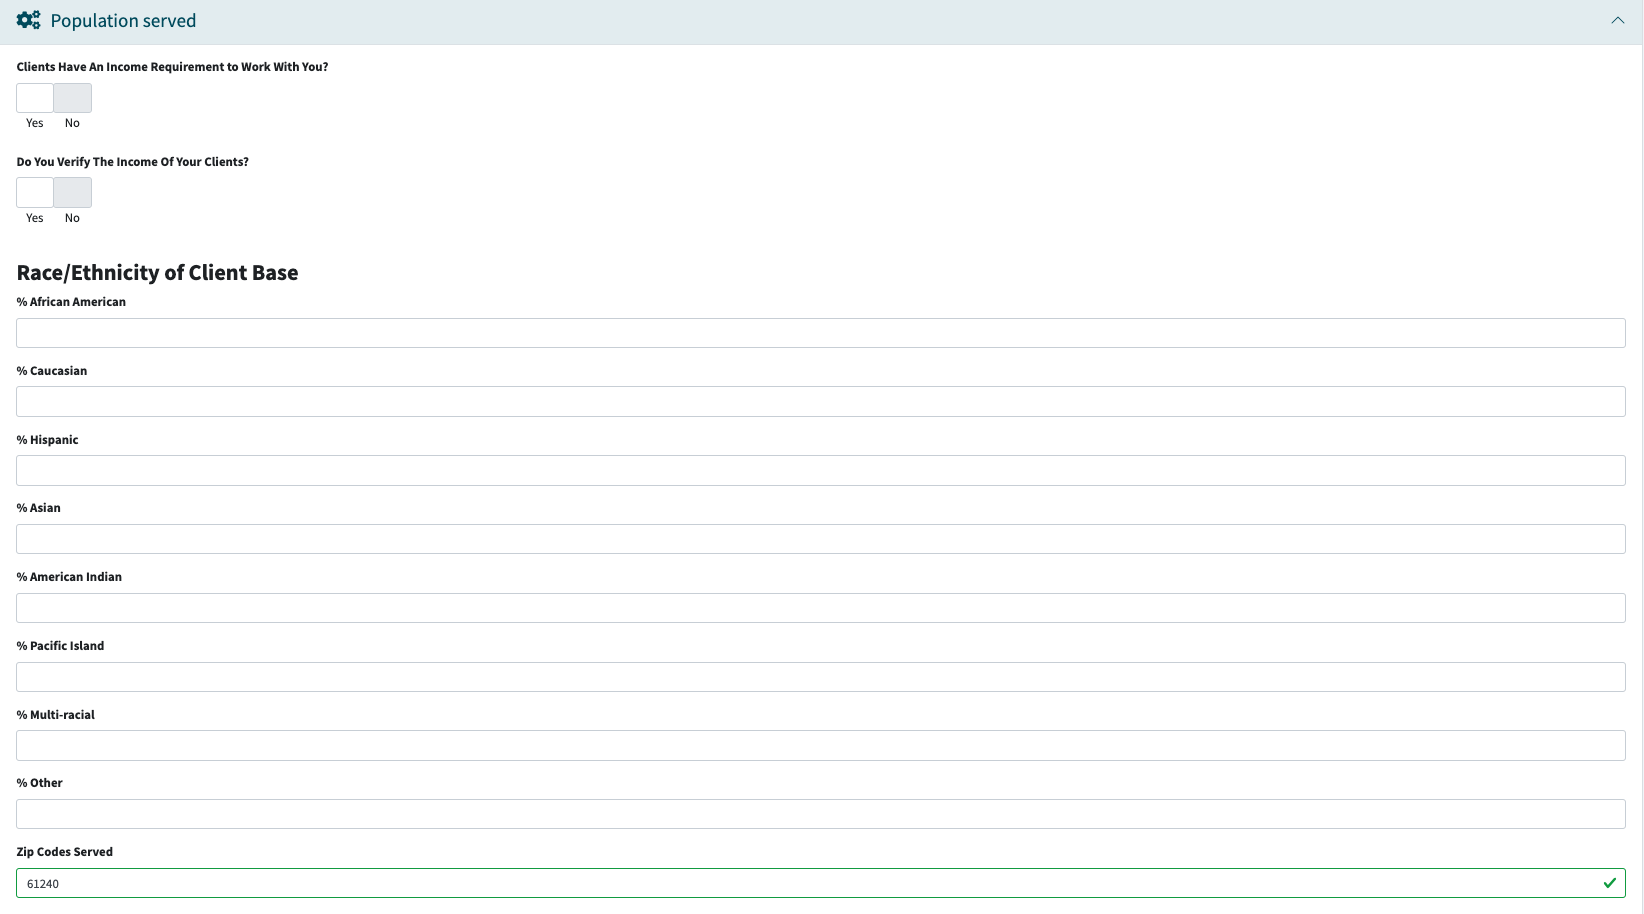 Population served
Clients Have An Income Requirement to Work With You?
Yes No
Do You Verify The Income Of Your Clients?
Yes No
Race/Ethnicity of Client Base
% African American
% Caucasian
% Hispanic
% Asian
% American Indian
% Pacific Island
% Multi-racial
% Other
Zip Codes Served
61240